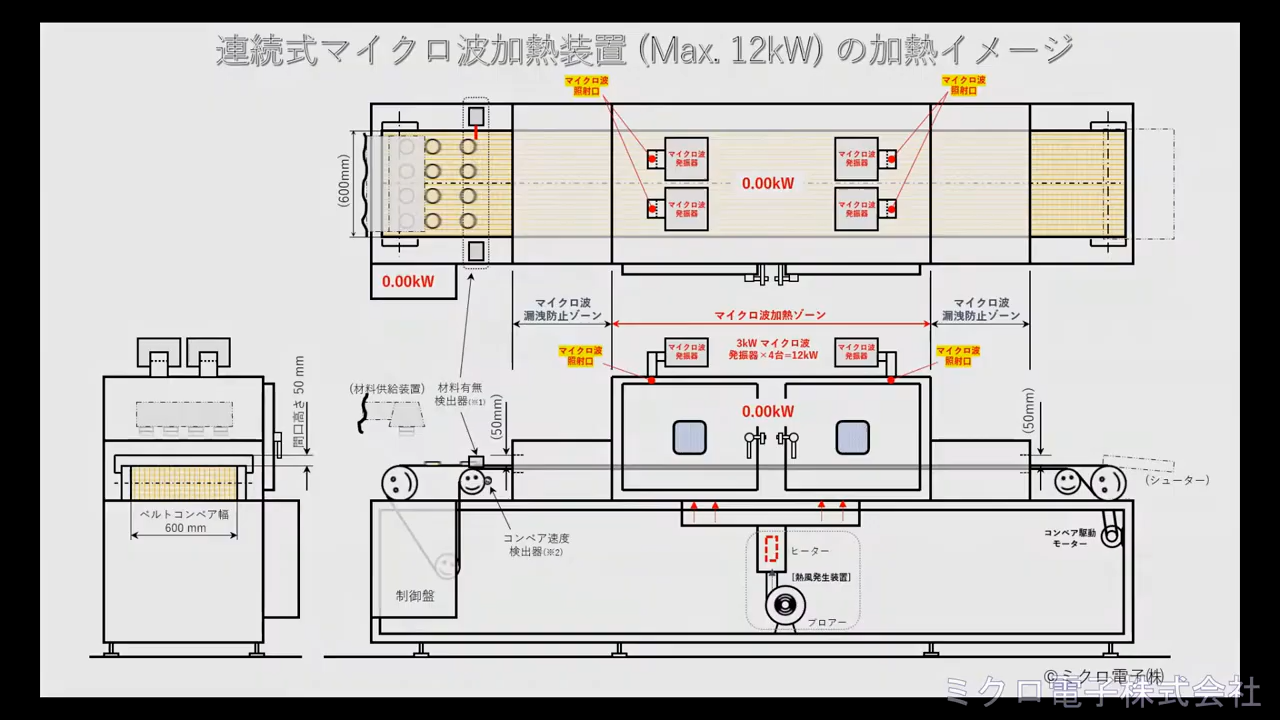 連続式マイクロ波加熱装置 (Max. 12kW) の加熱イメージ
マイクロ波
照射口
マイクロ波
照射口
(600mm)
マイクロ波
発振器
マイクロ波
発振器
0.00kW
マイクロ波
発振器
マイクロ波
発振器
0.00kW
マイクロ波
漏洩防止ゾーン
マイクロ波加熱ゾーン
マイクロ波
漏洩防止ゾーン
マイクロ波
照射口
マイクロ波
発振器
3kW マイクロ波
発振器×4台=12kW
マイクロ波
発振器
マイクロ波
照射口
間口高さ 50 mm
(材料供給装置)
材料有無
検出器(※1)
(50mm)
0.00kW
(50mm)
(シューター)
ベルトコンベア幅
600 mm
コンベア速度
検出器(※2)
コンベア駆動
モーター
ヒーター
[熱風発生装置]
ブロアー
制御盤
©ミクロ電子㈱
ミクロ電子株式会社